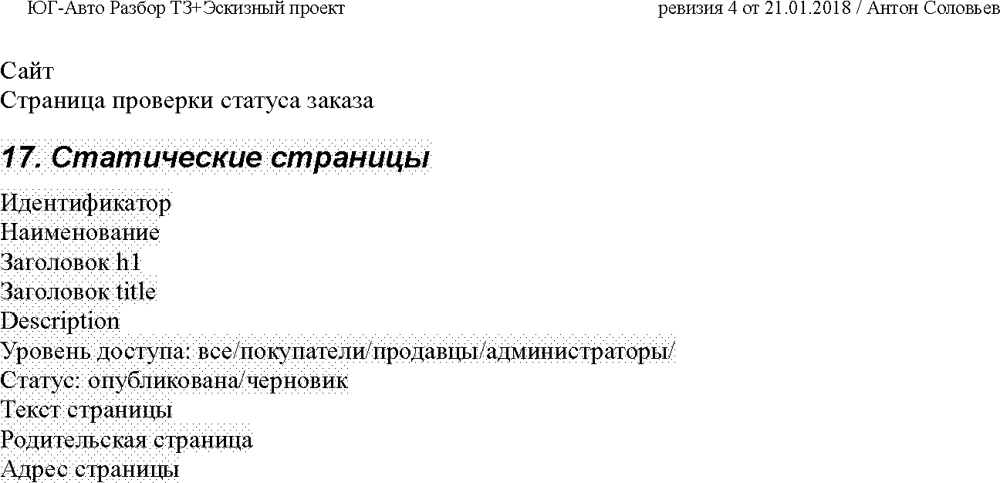 ЮГ-Авто Разбор ТЗ+Эскизный проект ревизия 4 от 21.01.2018 / Антон Соловьев
Сайт
Страница проверки статуса заказа
17. Статические страницы
Идентификатор
Наименование
Заголовок h1
Заголовок title
Description
Уровень доступа: все/покупатели/продавцы/администраторы/
Статус: опубликована/черновик
Текст страницы
Родительская страница
Адрес страницы